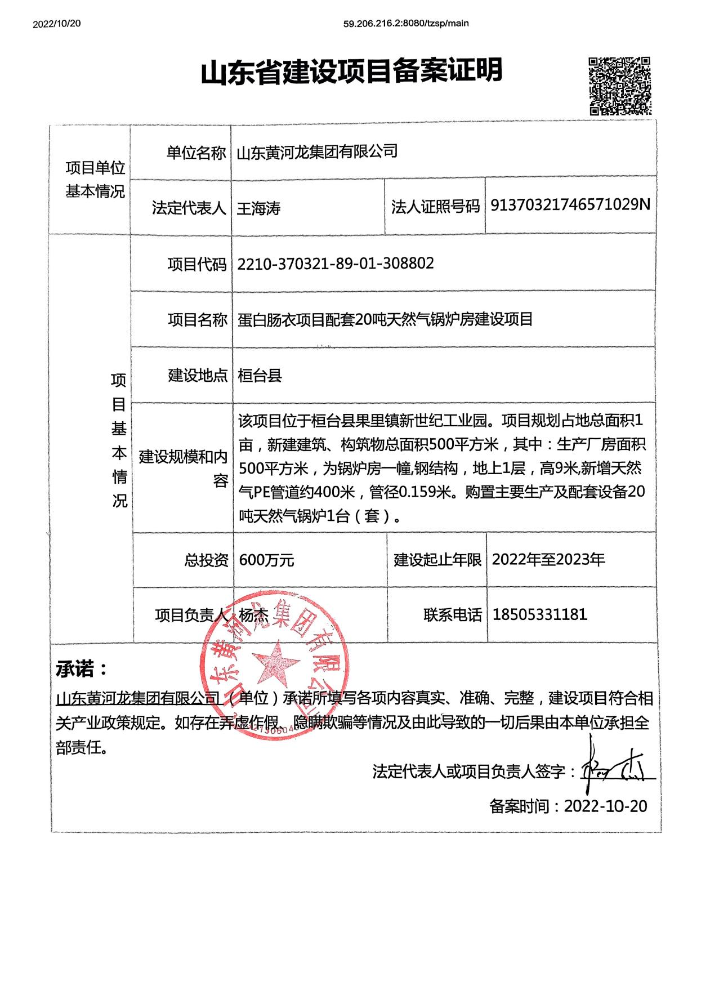 2022/10/20
59.206.216.2:8080/tzsp/main
山东省建设项目备案证明
项目单位
基本情况
单位名称
山东黄河龙集团有限公司
法定代表人
王海涛
法人证照号码
91370321746571029N
项目基本情况
项目代码
2210-370321-89-01-308802
项目名称
蛋白肠衣项目配套20吨天然气锅炉房建设项目
建设地点
桓台县
建设规模和内
容
该项目位于桓台县果里镇新世纪工业园。项目规划占地总面积1
亩，新建建筑、构筑物总面积500平方米，其中：生产厂房面积
500平方米，为锅炉房一幢,钢结构，地上1层，高9米,新增天然
气PE管道约400米，管径0.159米。购置主要生产及配套设备20
吨天然气锅炉1台（套）。
总投资
600万元
建设起止年限
2022年至2023年
项目负责人
杨杰
联系电话
18505331181
山东黄河龙集团有限公司
承诺：
山东黄河龙集团有限公司（单位）承诺所填写各项内容真实、准确、完整，建设项目符合相
关产业政策规定。如存在弄虚作假、隐瞒欺骗等情况及由此导致的一切后果由本单位承担全
部责任。
法定代表人或项目负责人签字：杨杰
备案时间：2022-10-20